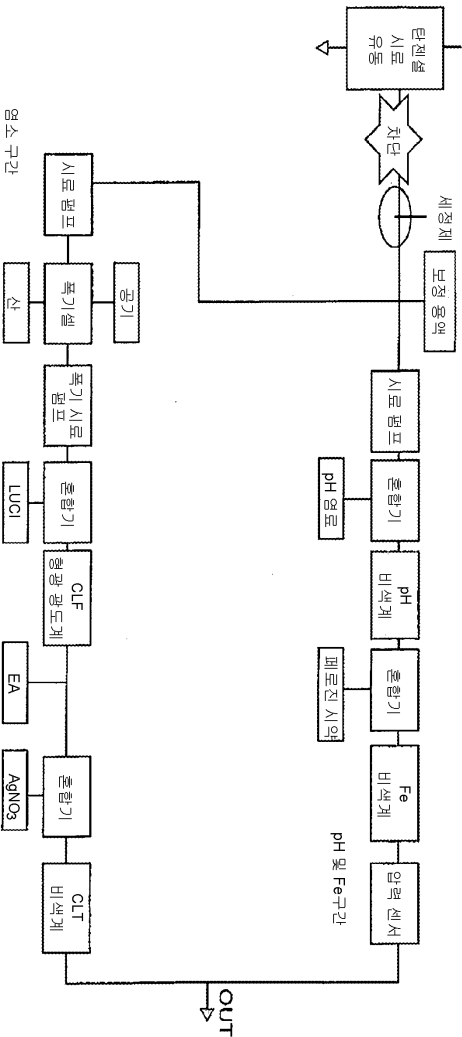 시료
유동
차단
세정제
보정 용액
시료 펌프
혼합기
pH 염료
pH
비색계
혼합기
페로진 시약
Fe
비색계
압력 센서
pH 및 Fe구간
염소 구간
시료 펌프
공기
폭기셀
산
폭기 시료
펌프
혼합기
LUCI
CLF
형광 광도계
EA
혼합기
AgNO3
CLT
비색계
OUT